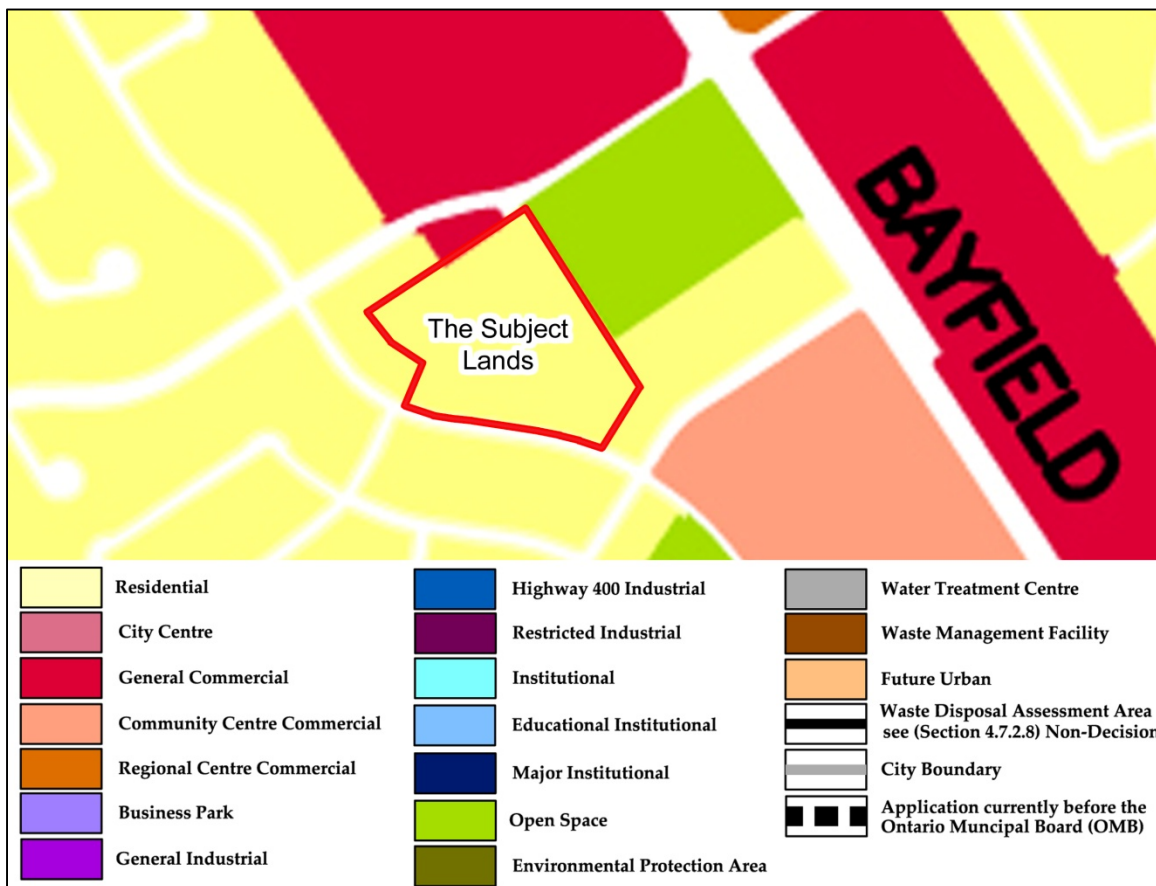 BAYFIELD
The Subject
Lands
Residential
City Centre
General Commercial
Community Centre Commercial
Regional Centre Commercial
Business Park
General Industrial
Highway 400 Industrial
Restricted Industrial
Institutional
Educational Institutional
Major Institutional
Open Space
Environmental Protection Area
Water Treatment Centre
Waste Management Facility
Future Urban
Waste Disposal Assessment Area
see (Section 4.7.2.8) Non-Decision
City Boundary
Application currently before the
Ontario Muncipal Board (OMB)